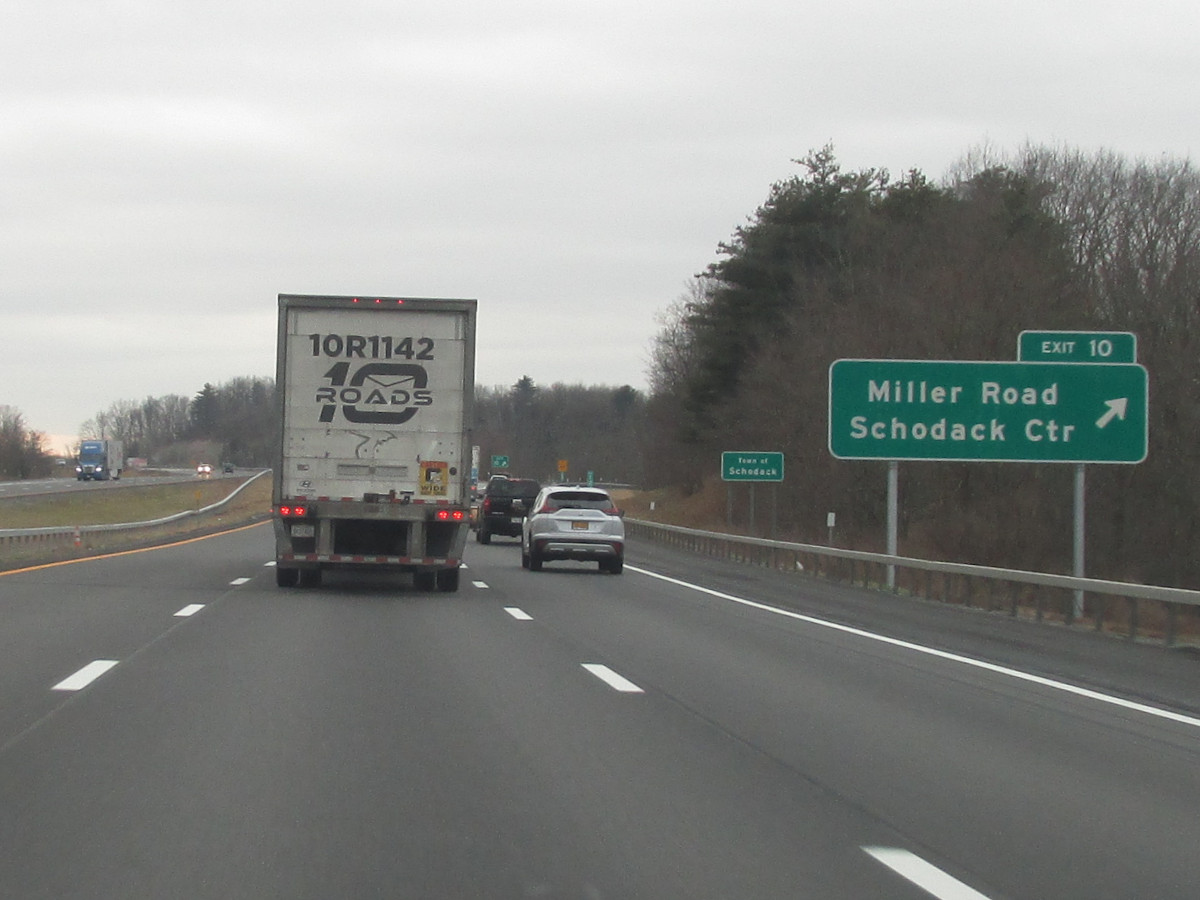 10R1142
10
ROADS
WIDE
Town of
Schodack
EXIT 10
Miller Road
Schodack Ctr